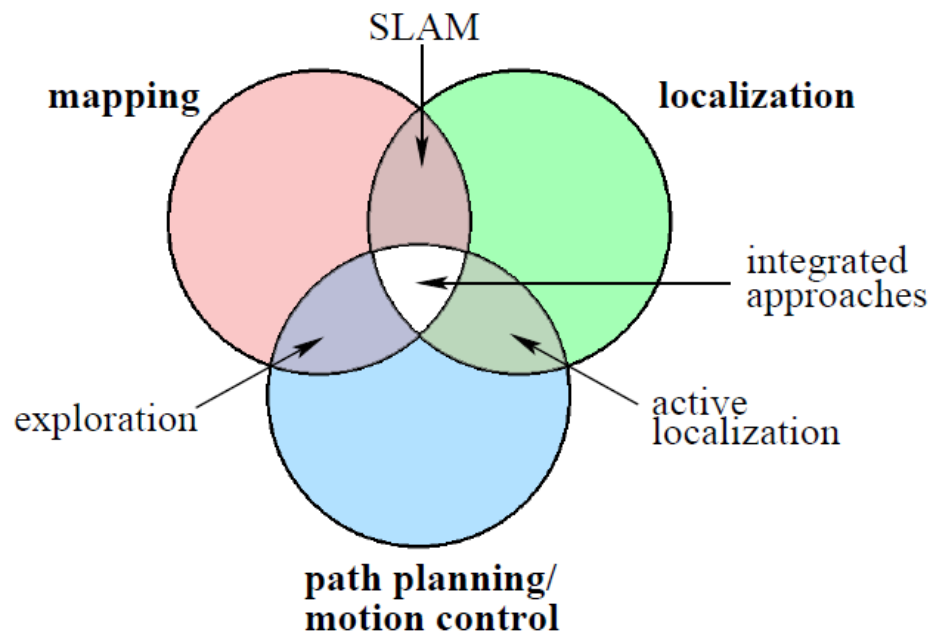 SLAM
mapping
localization
integrated
approaches
exploration
active
localization
path planning/
motion control